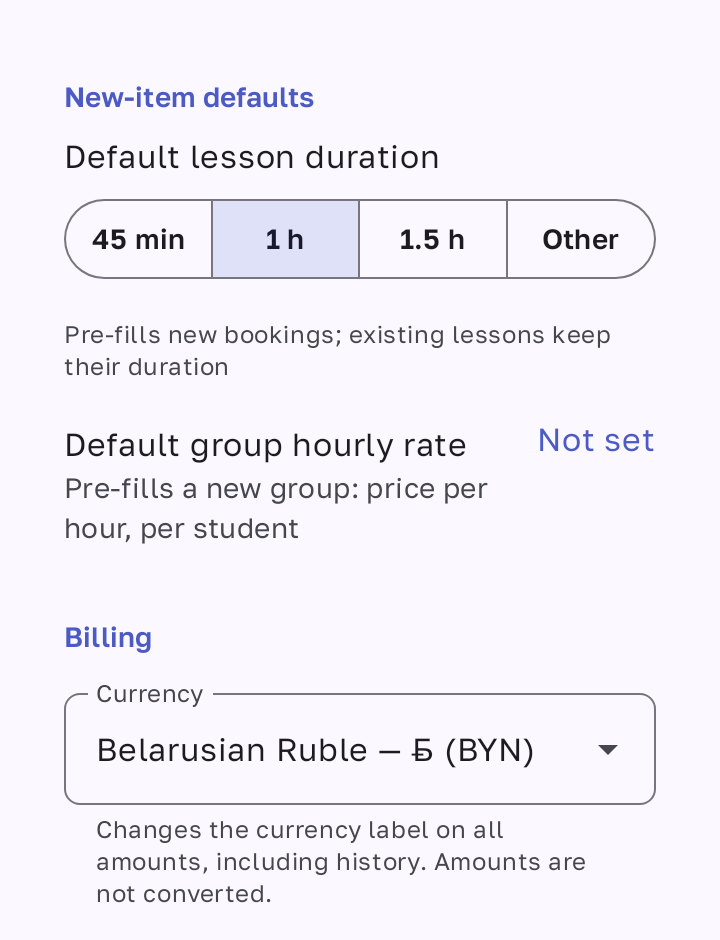 New-item defaults
Default lesson duration
45 min
1 h
1.5 h
Other
Pre-fills new bookings; existing lessons keep
their duration
Default group hourly rate
Not set
Pre-fills a new group: price per
hour, per student
Billing
Currency
Belarusian Ruble — Б (BYN)
Changes the currency label on all
amounts, including history. Amounts are
not converted.